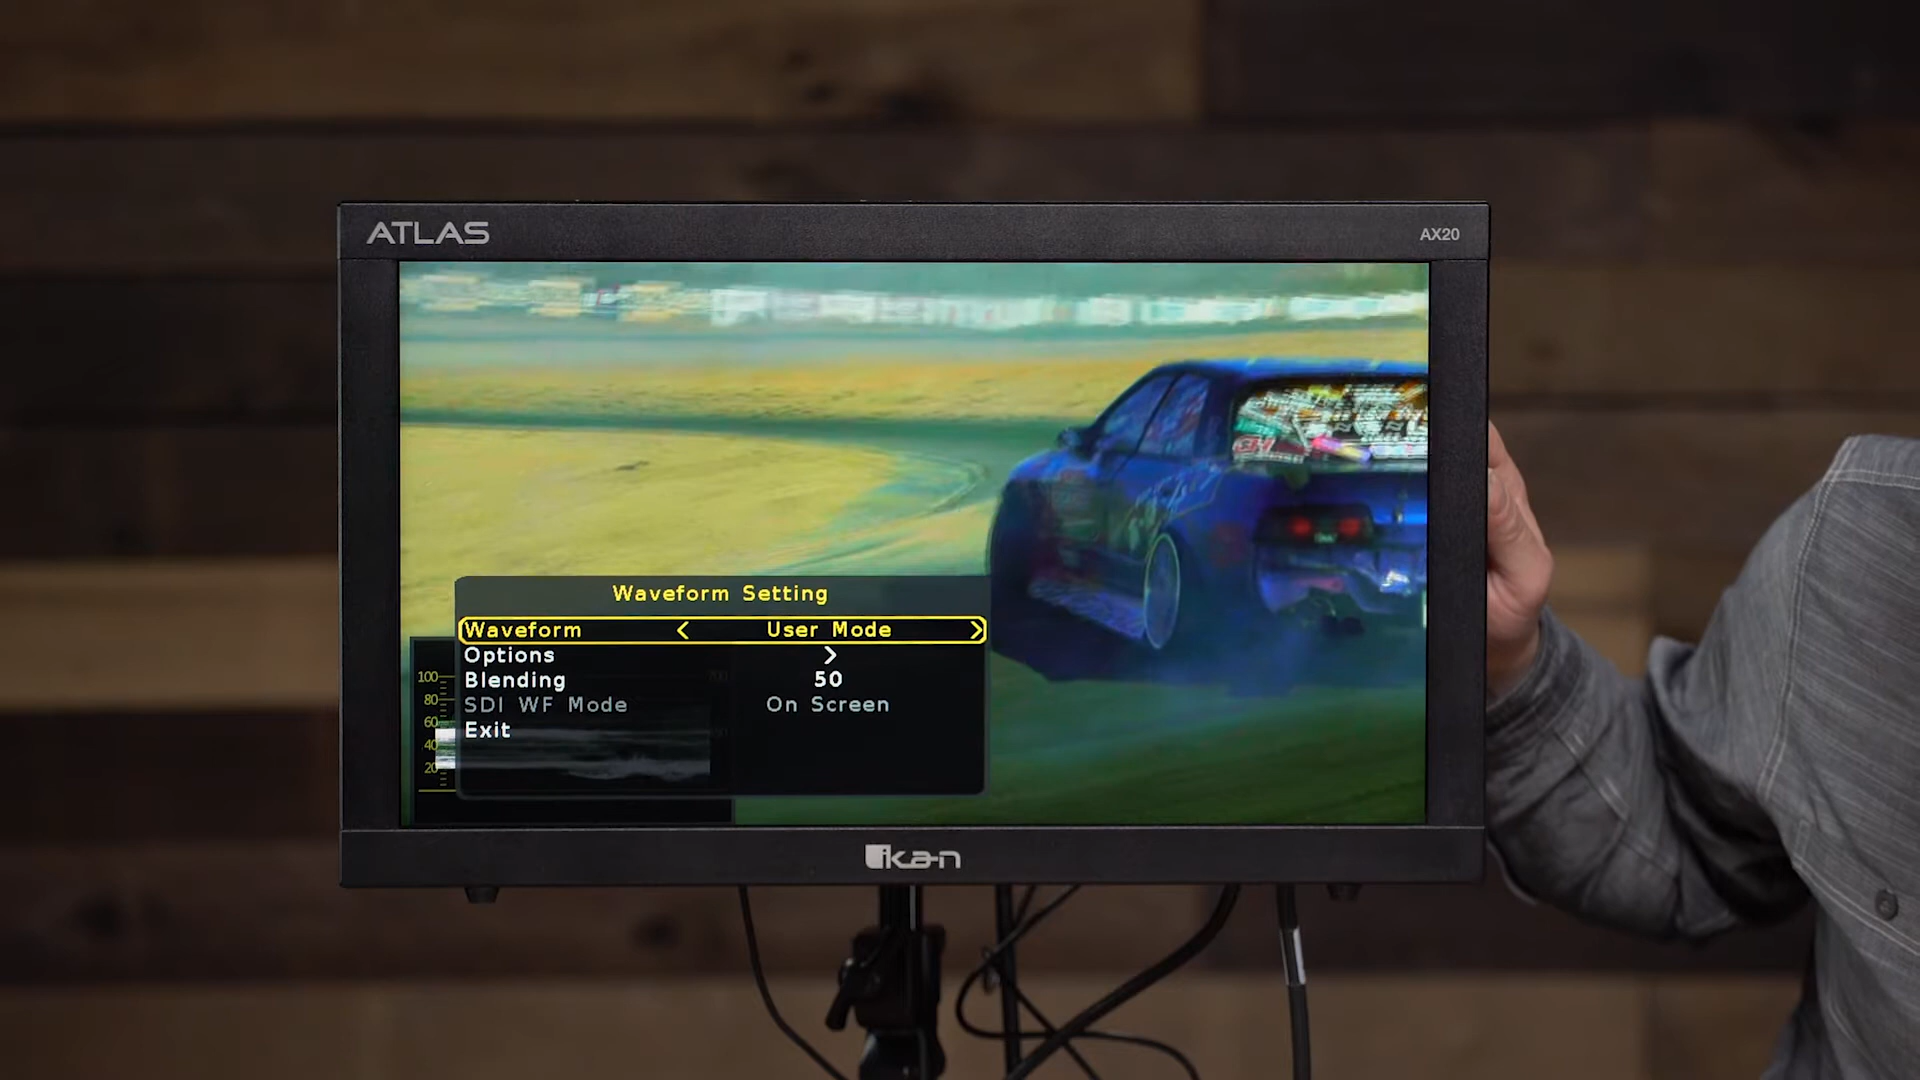 ATLAS
AX20
Waveform Setting
Waveform < User Mode >
Options >
Blending 50
SDI WF Mode On Screen
Exit
100
80
60
40
20
ikan